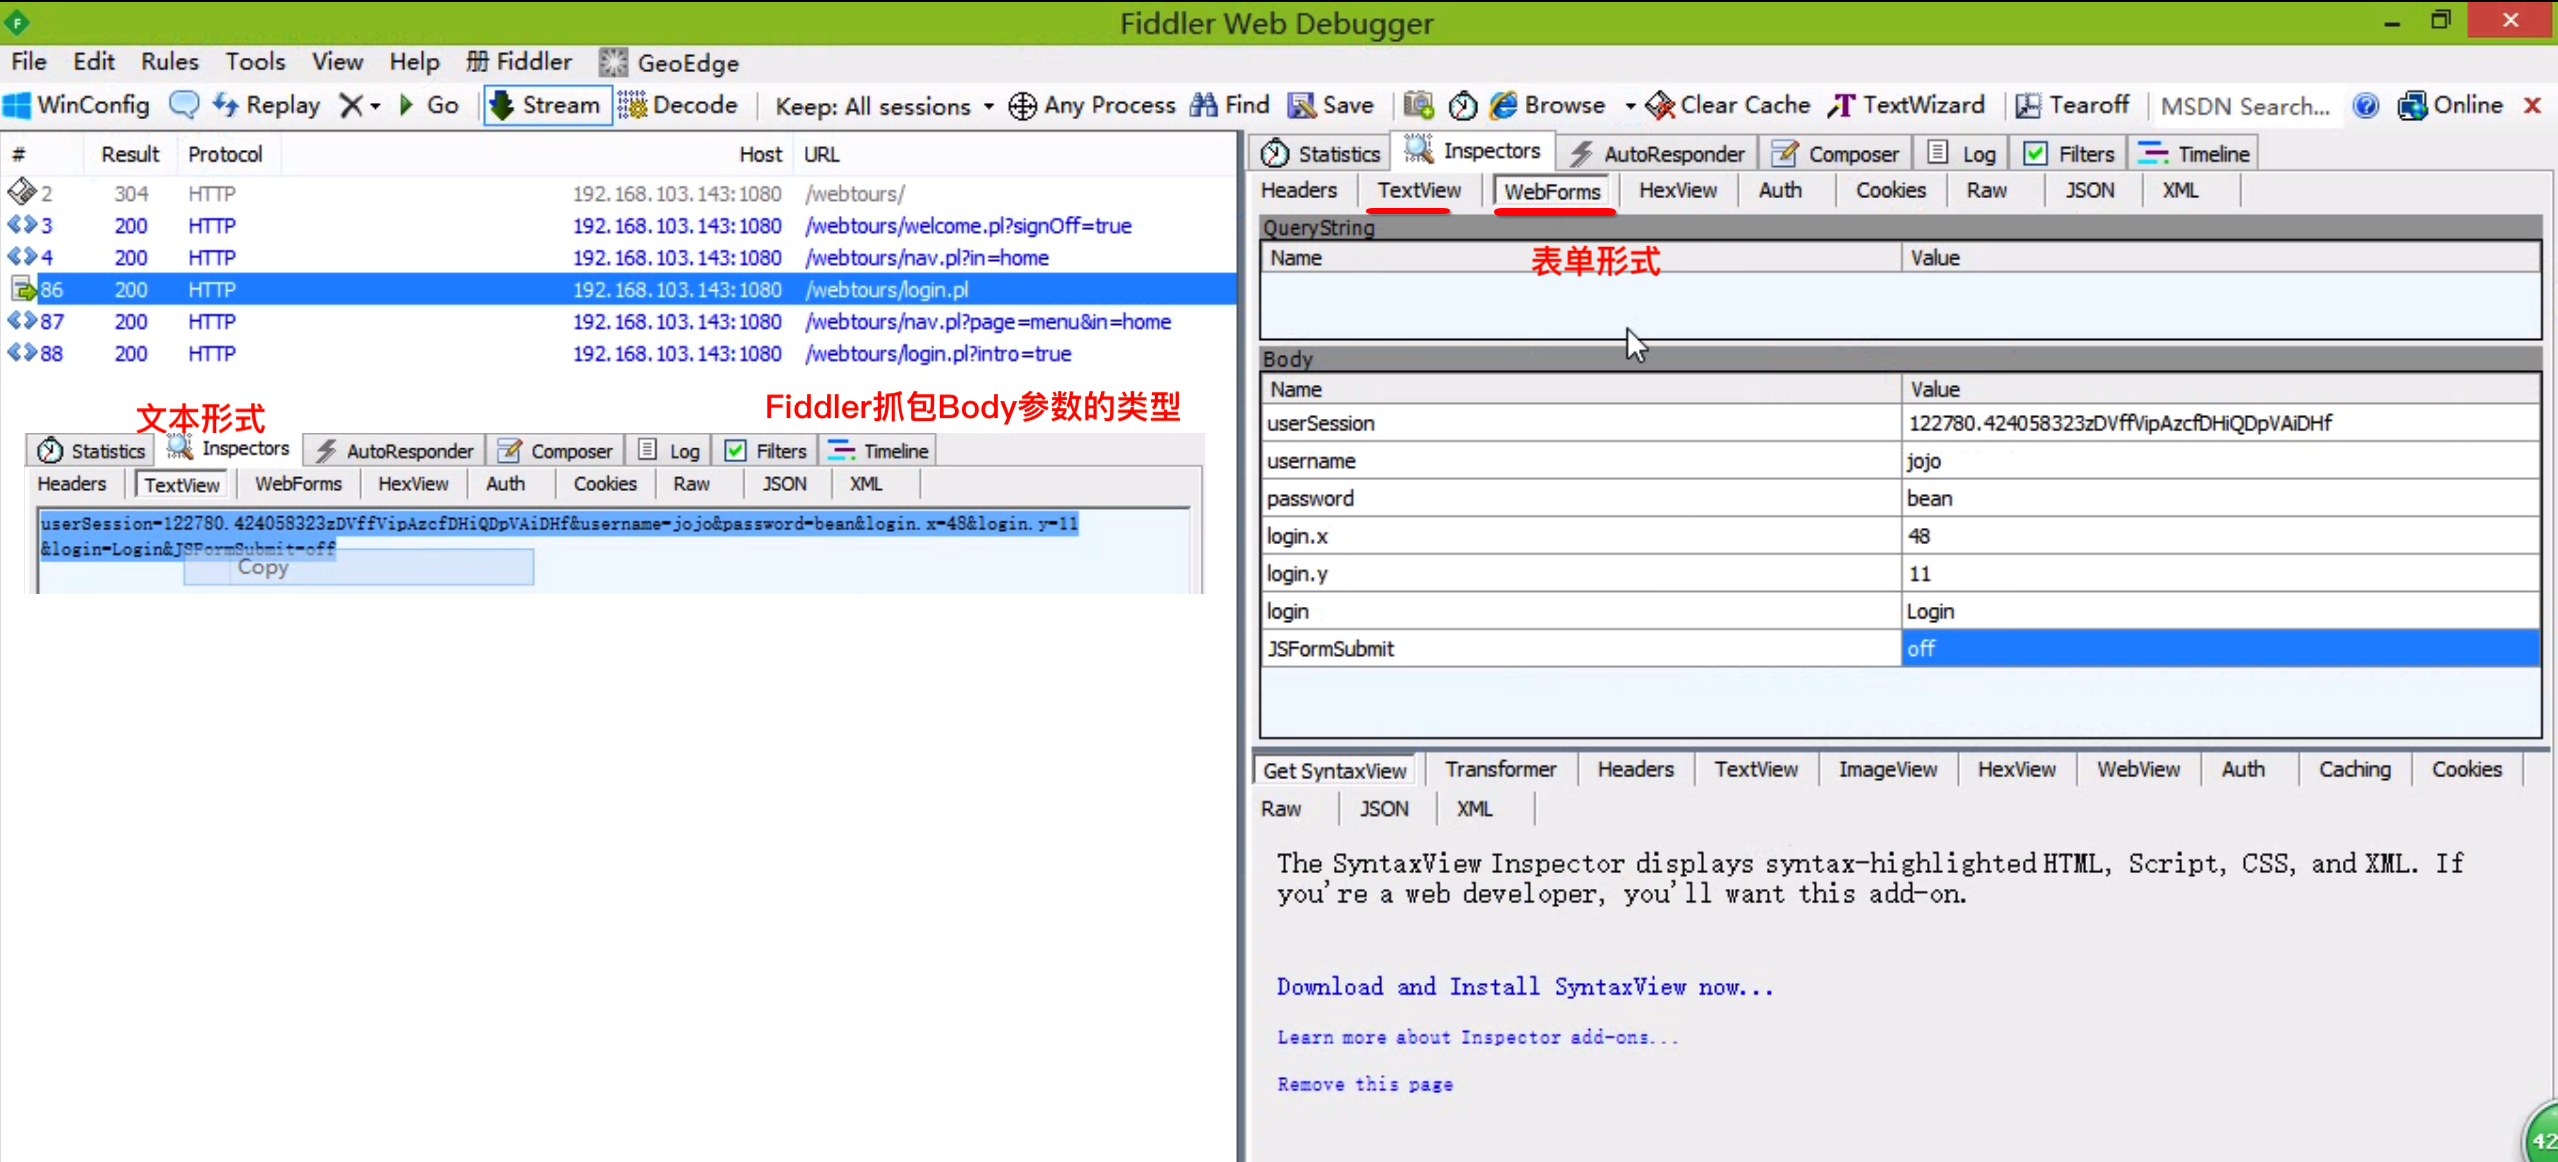 Fiddler Web Debugger
File Edit Rules Tools View Help 册 Fiddler GeoEdge
WinConfig Replay Go Stream Decode Keep: All sessions Any Process Find Save Browse Clear Cache TextWizard Tearoff MSDN Search... Online
# Result Protocol Host URL
2 304 HTTP 192.168.103.143:1080 /webtours/
3 200 HTTP 192.168.103.143:1080 /webtours/welcome.pl?signOff=true
4 200 HTTP 192.168.103.143:1080 /webtours/nav.pl?in=home
86 200 HTTP 192.168.103.143:1080 /webtours/login.pl
87 200 HTTP 192.168.103.143:1080 /webtours/nav.pl?page=menu&in=home
88 200 HTTP 192.168.103.143:1080 /webtours/login.pl?intro=true
Fiddler抓包Body参数的类型
文本形式
Statistics Inspectors AutoResponder Composer Log Filters Timeline
Headers TextView WebForms HexView Auth Cookies Raw JSON XML
userSession=122780.424058323zDVffVipAzcfDHiQDpVAiDHf&username=jojo&password=bean&login.x=48&login.y=11
&login=Login&JSFormSubmit=off
Copy
Statistics Inspectors AutoResponder Composer Log Filters Timeline
Headers TextView WebForms HexView Auth Cookies Raw JSON XML
QueryString
Name Value
表单形式
Body
Name Value
userSession 122780.424058323zDVffVipAzcfDHiQDpVAiDHf
username jojo
password bean
login.x 48
login.y 11
login Login
JSFormSubmit off
Get SyntaxView Transformer Headers TextView ImageView HexView WebView Auth Caching Cookies
Raw JSON XML
The SyntaxView Inspector displays syntax-highlighted HTML, Script, CSS, and XML. If
you're a web developer, you'll want this add-on.
Download and Install SyntaxView now...
Learn more about Inspector add-ons...
Remove this page
42